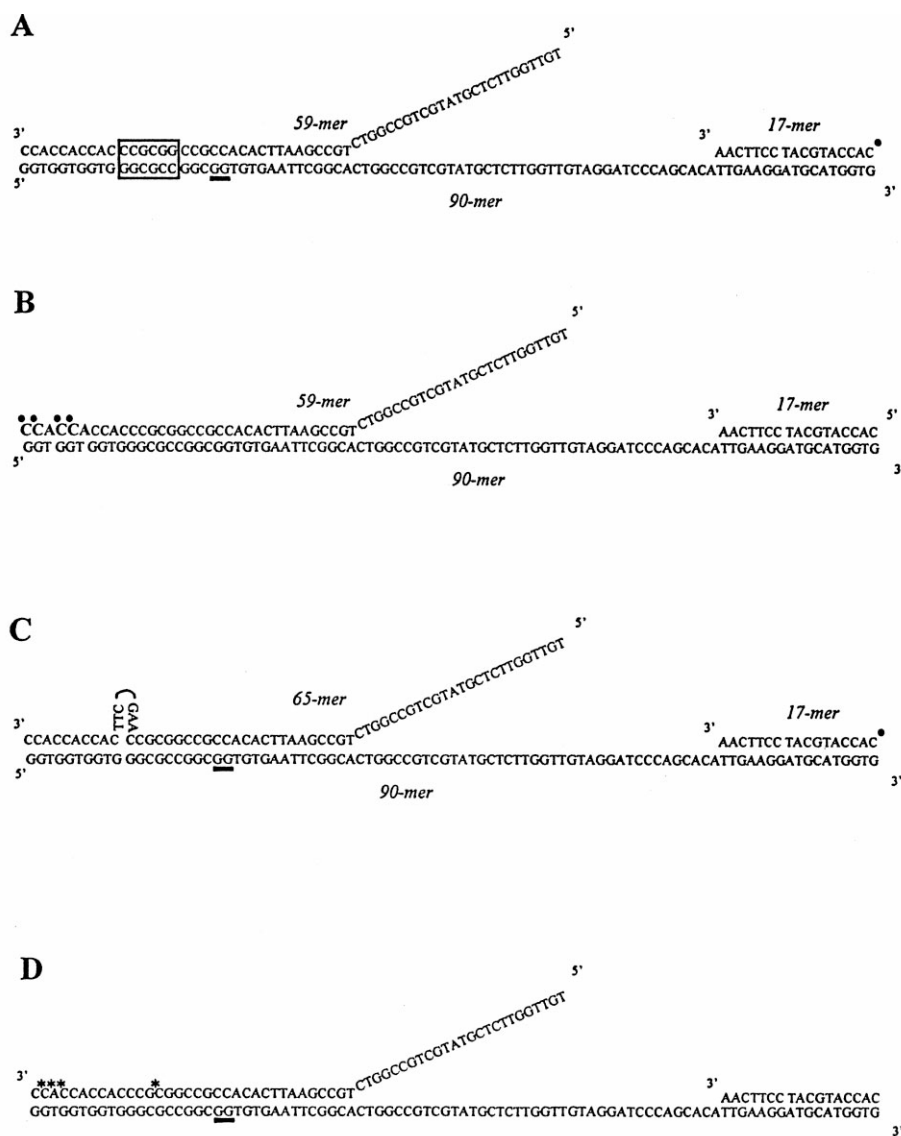 A
5'
CTGGCCGTCGTATGCTCTTGGTTGT
59-mer
17-mer
3'
3'
CCACCACCAC CCGCGG CCGCCACACTTAAGCCGT
AACTTCC TACGTACCAC
GGTGGTGGTG GGCGCC GGCGGTGTGAATTCGGCACTGGCCGTCGTATGCTCTTGGTTGTAGGATCCCAGCACATTGAAGGATGCATGGTG
5'
3'
90-mer
B
5'
CTGGCCGTCGTATGCTCTTGGTTGT
59-mer
3'
17-mer
5'
CCACCACCACCCGCGGCCGCCACACTTAAGCCGT
AACTTCC TACGTACCAC
GGT GGT GGTGGGCGCCGGCGGTGTGAATTCGGCACTGGCCGTCGTATGCTCTTGGTTGTAGGATCCCAGCACATTGAAGGATGCATGGTG
5'
3'
90-mer
C
5'
CTGGCCGTCGTATGCTCTTGGTTGT
TTC
GAA
65-mer
17-mer
3'
3'
CCACCACCAC CCGCGGCCGCCACACTTAAGCCGT
AACTTCC TACGTACCAC
GGTGGTGGTG GGCGCCGGCGGTGTGAATTCGGCACTGGCCGTCGTATGCTCTTGGTTGTAGGATCCCAGCACATTGAAGGATGCATGGTG
5'
3'
90-mer
D
5'
CTGGCCGTCGTATGCTCTTGGTTGT
3'
***
*
3'
CCACCACCACCCGCGGCCGCCACACTTAAGCCGT
AACTTCC TACGTACCAC
GGTGGTGGTGGGCGCCGGCGGTGTGAATTCGGCACTGGCCGTCGTATGCTCTTGGTTGTAGGATCCCAGCACATTGAAGGATGCATGGTG
3'